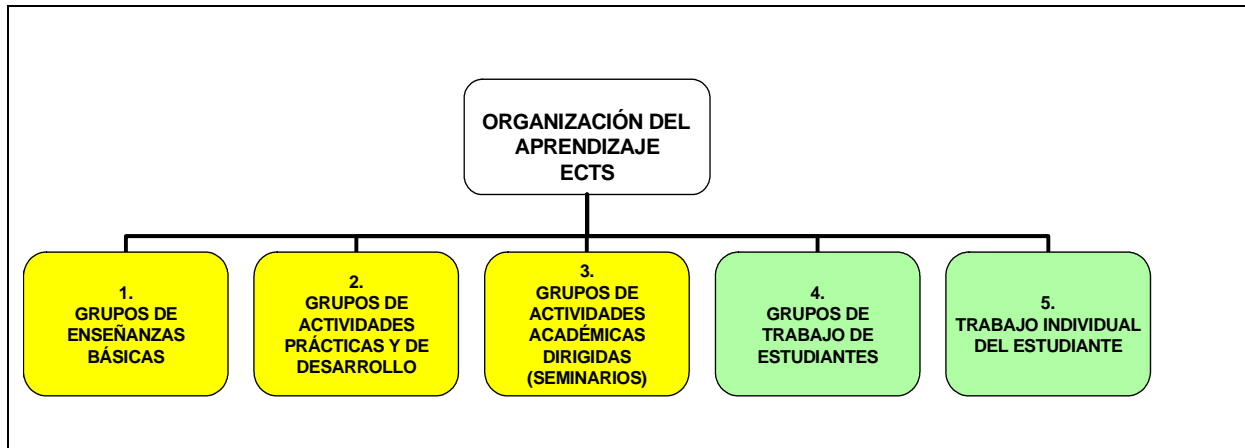 ORGANIZACIÓN DEL
APRENDIZAJE
ECTS
1.
GRUPOS DE
ENSEÑANZAS
BÁSICAS
2.
GRUPOS DE
ACTIVIDADES
PRÁCTICAS Y DE
DESARROLLO
3.
GRUPOS DE
ACTIVIDADES
ACADÉMICAS
DIRIGIDAS
(SEMINARIOS)
4.
GRUPOS DE
TRABAJO DE
ESTUDIANTES
5.
TRABAJO INDIVIDUAL
DEL ESTUDIANTE